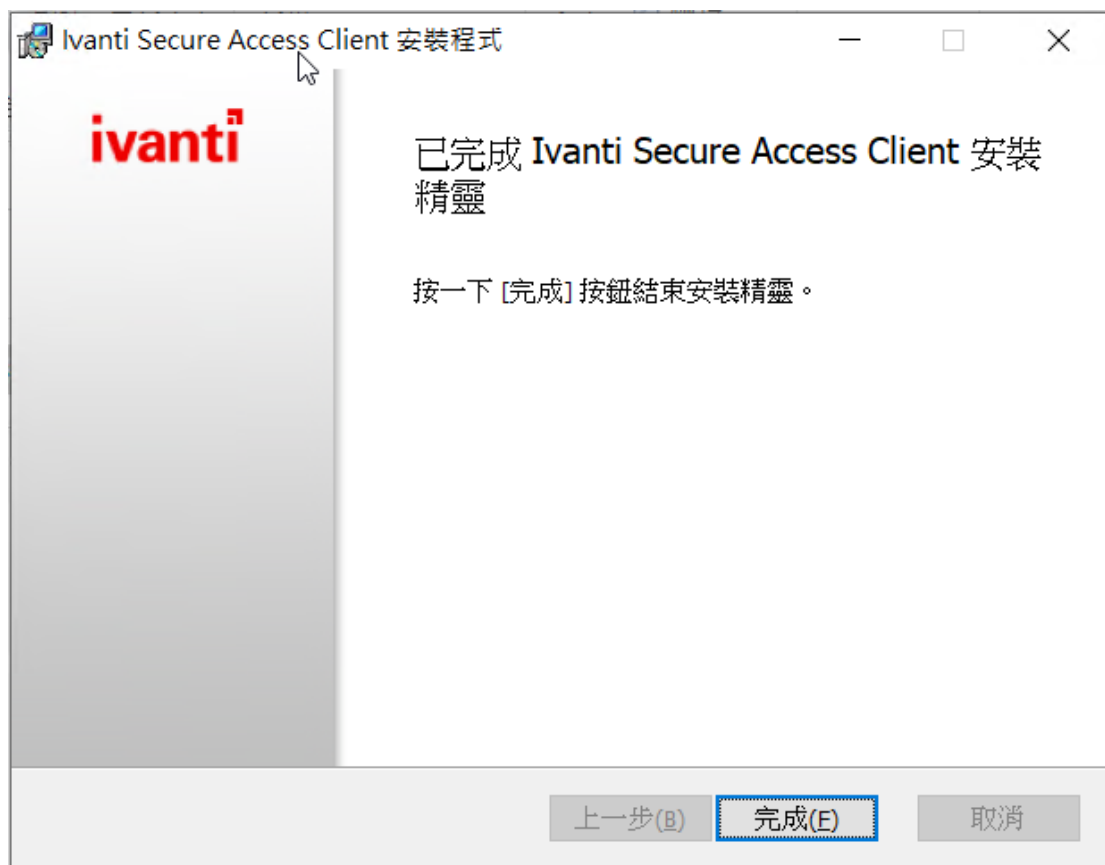 Ivanti Secure Access Client 安裝程式
ivanti
已完成 Ivanti Secure Access Client 安裝
精靈
按一下 [完成] 按鈕結束安裝精靈。
上一步(B) 完成(F) 取消